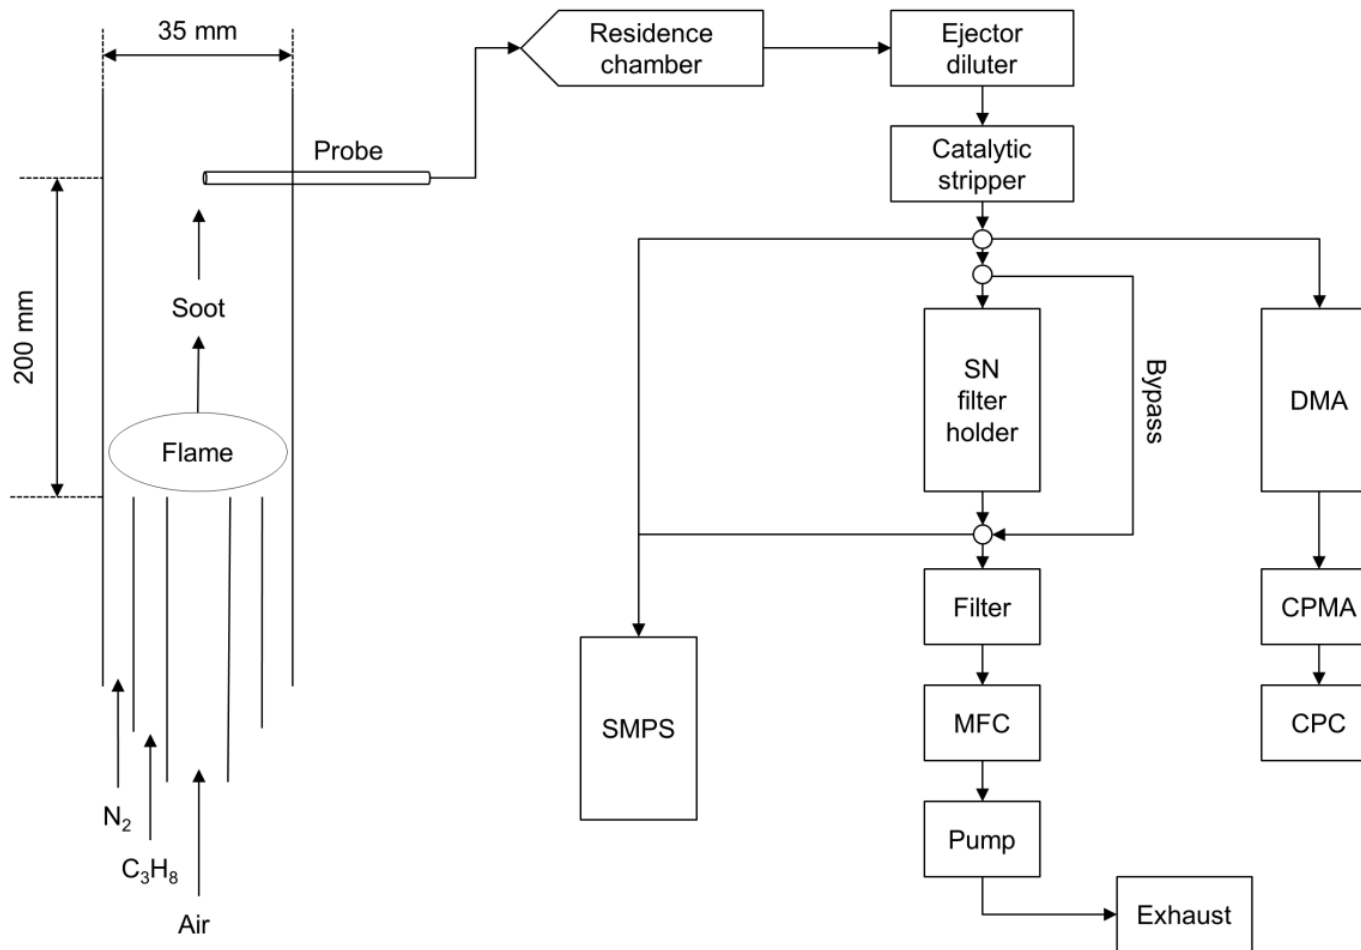 35 mm
Residence
chamber
Ejector
diluter
Probe
Catalytic
stripper
200 mm
Soot
Flame
SN
filter
holder
Bypass
DMA
Filter
CPMA
SMPS
MFC
CPC
N₂
C₃H₈
Air
Pump
Exhaust